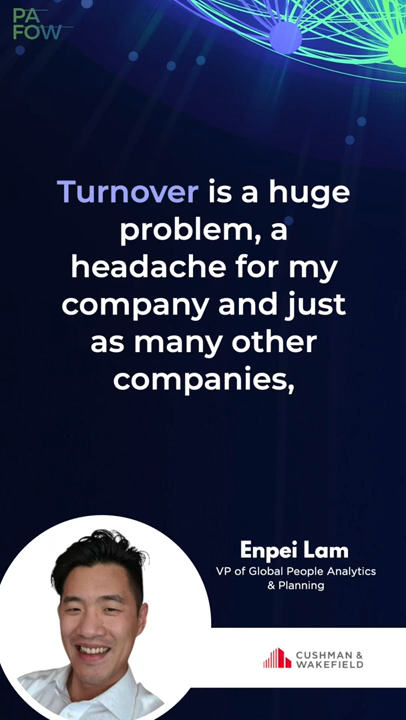 PA
FOW
Turnover is a huge
problem, a
headache for my
company and just
as many other
companies,
Enpei Lam
VP of Global People Analytics
& Planning
CUSHMAN &
WAKEFIELD